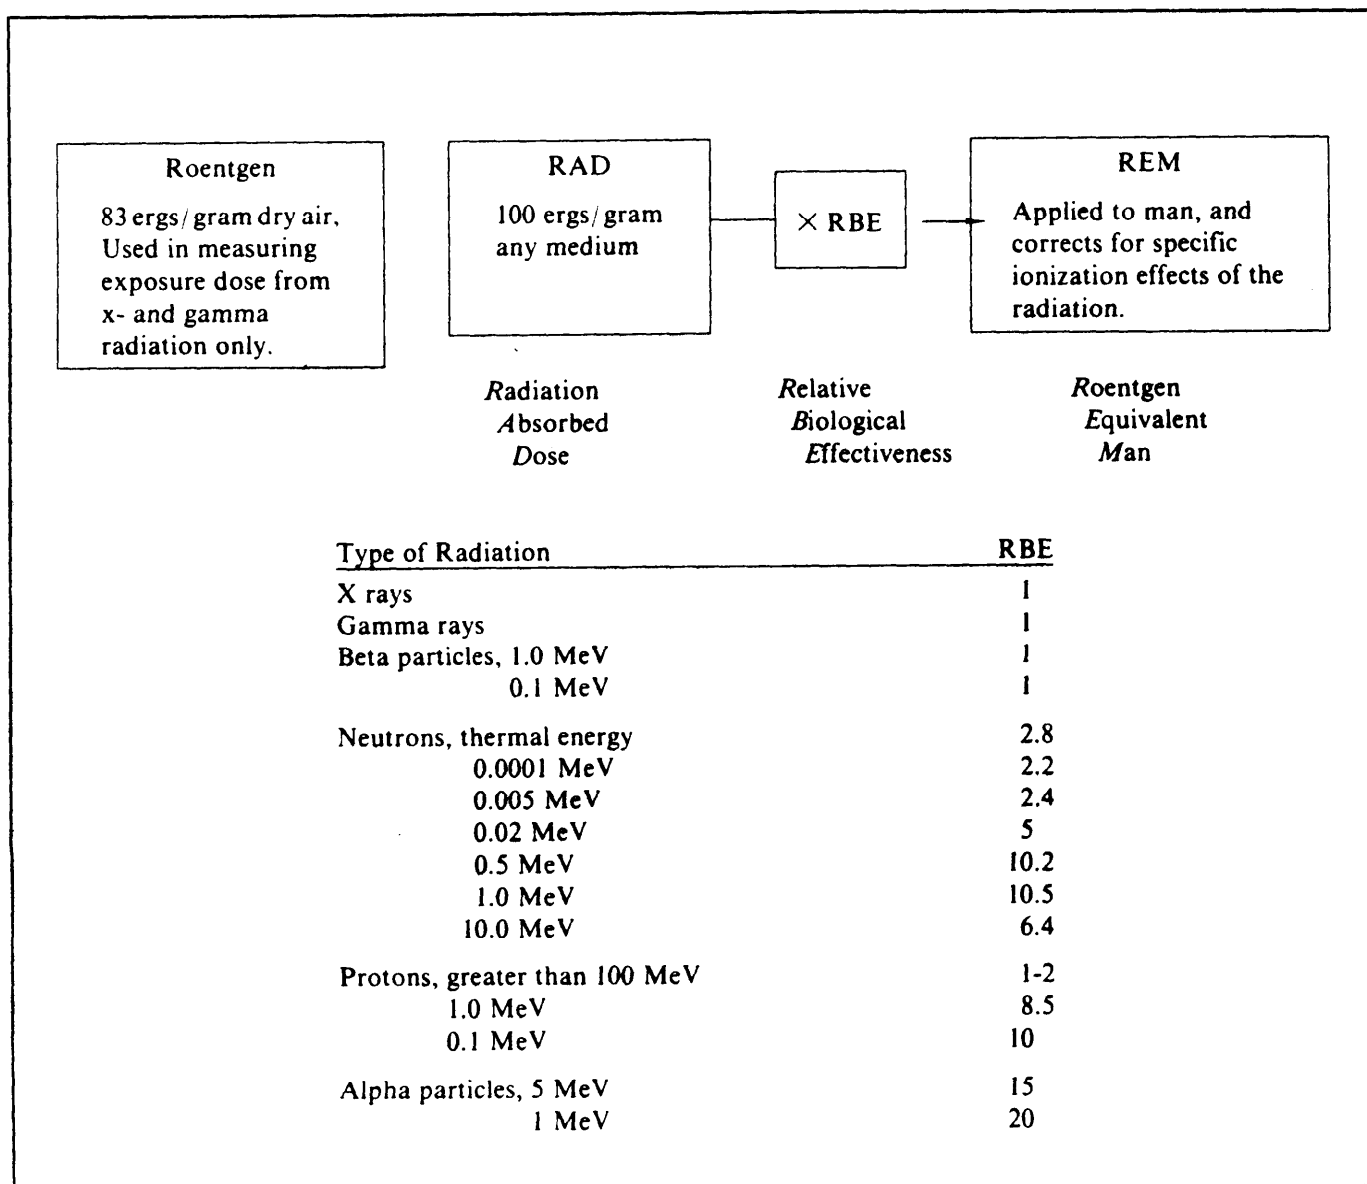 Roentgen
83 ergs/gram dry air,
Used in measuring
exposure dose from
x- and gamma
radiation only.
RAD
100 ergs/gram
any medium
× RBE
REM
Applied to man, and
corrects for specific
ionization effects of the
radiation.
Radiation
Absorbed
Dose
Relative
Biological
Effectiveness
Roentgen
Equivalent
Man
Type of Radiation RBE
X rays 1
Gamma rays 1
Beta particles, 1.0 MeV 1
0.1 MeV 1
Neutrons, thermal energy 2.8
0.0001 MeV 2.2
0.005 MeV 2.4
0.02 MeV 5
0.5 MeV 10.2
1.0 MeV 10.5
10.0 MeV 6.4
Protons, greater than 100 MeV 1-2
1.0 MeV 8.5
0.1 MeV 10
Alpha particles, 5 MeV 15
1 MeV 20